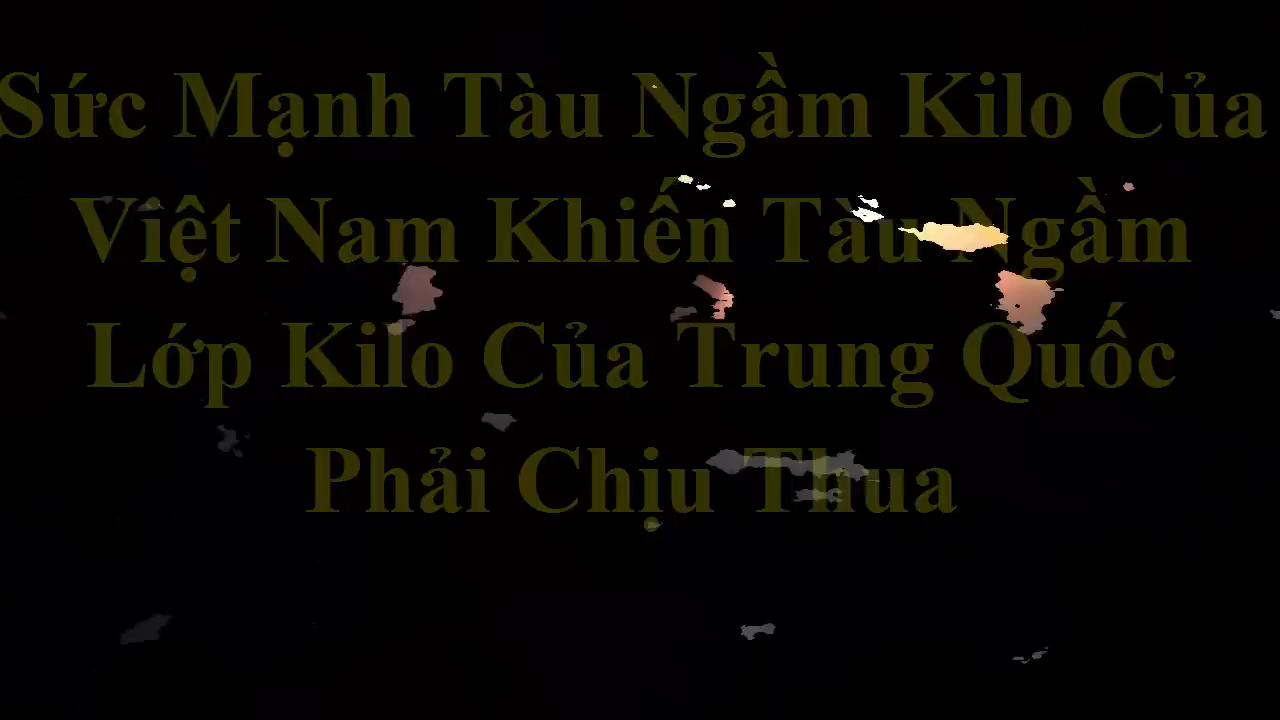 Sức Mạnh Tàu Ngầm Kilo Của
Việt Nam Khiến Tàu Ngầm
Lớp Kilo Của Trung Quốc
Phải Chịu Thua